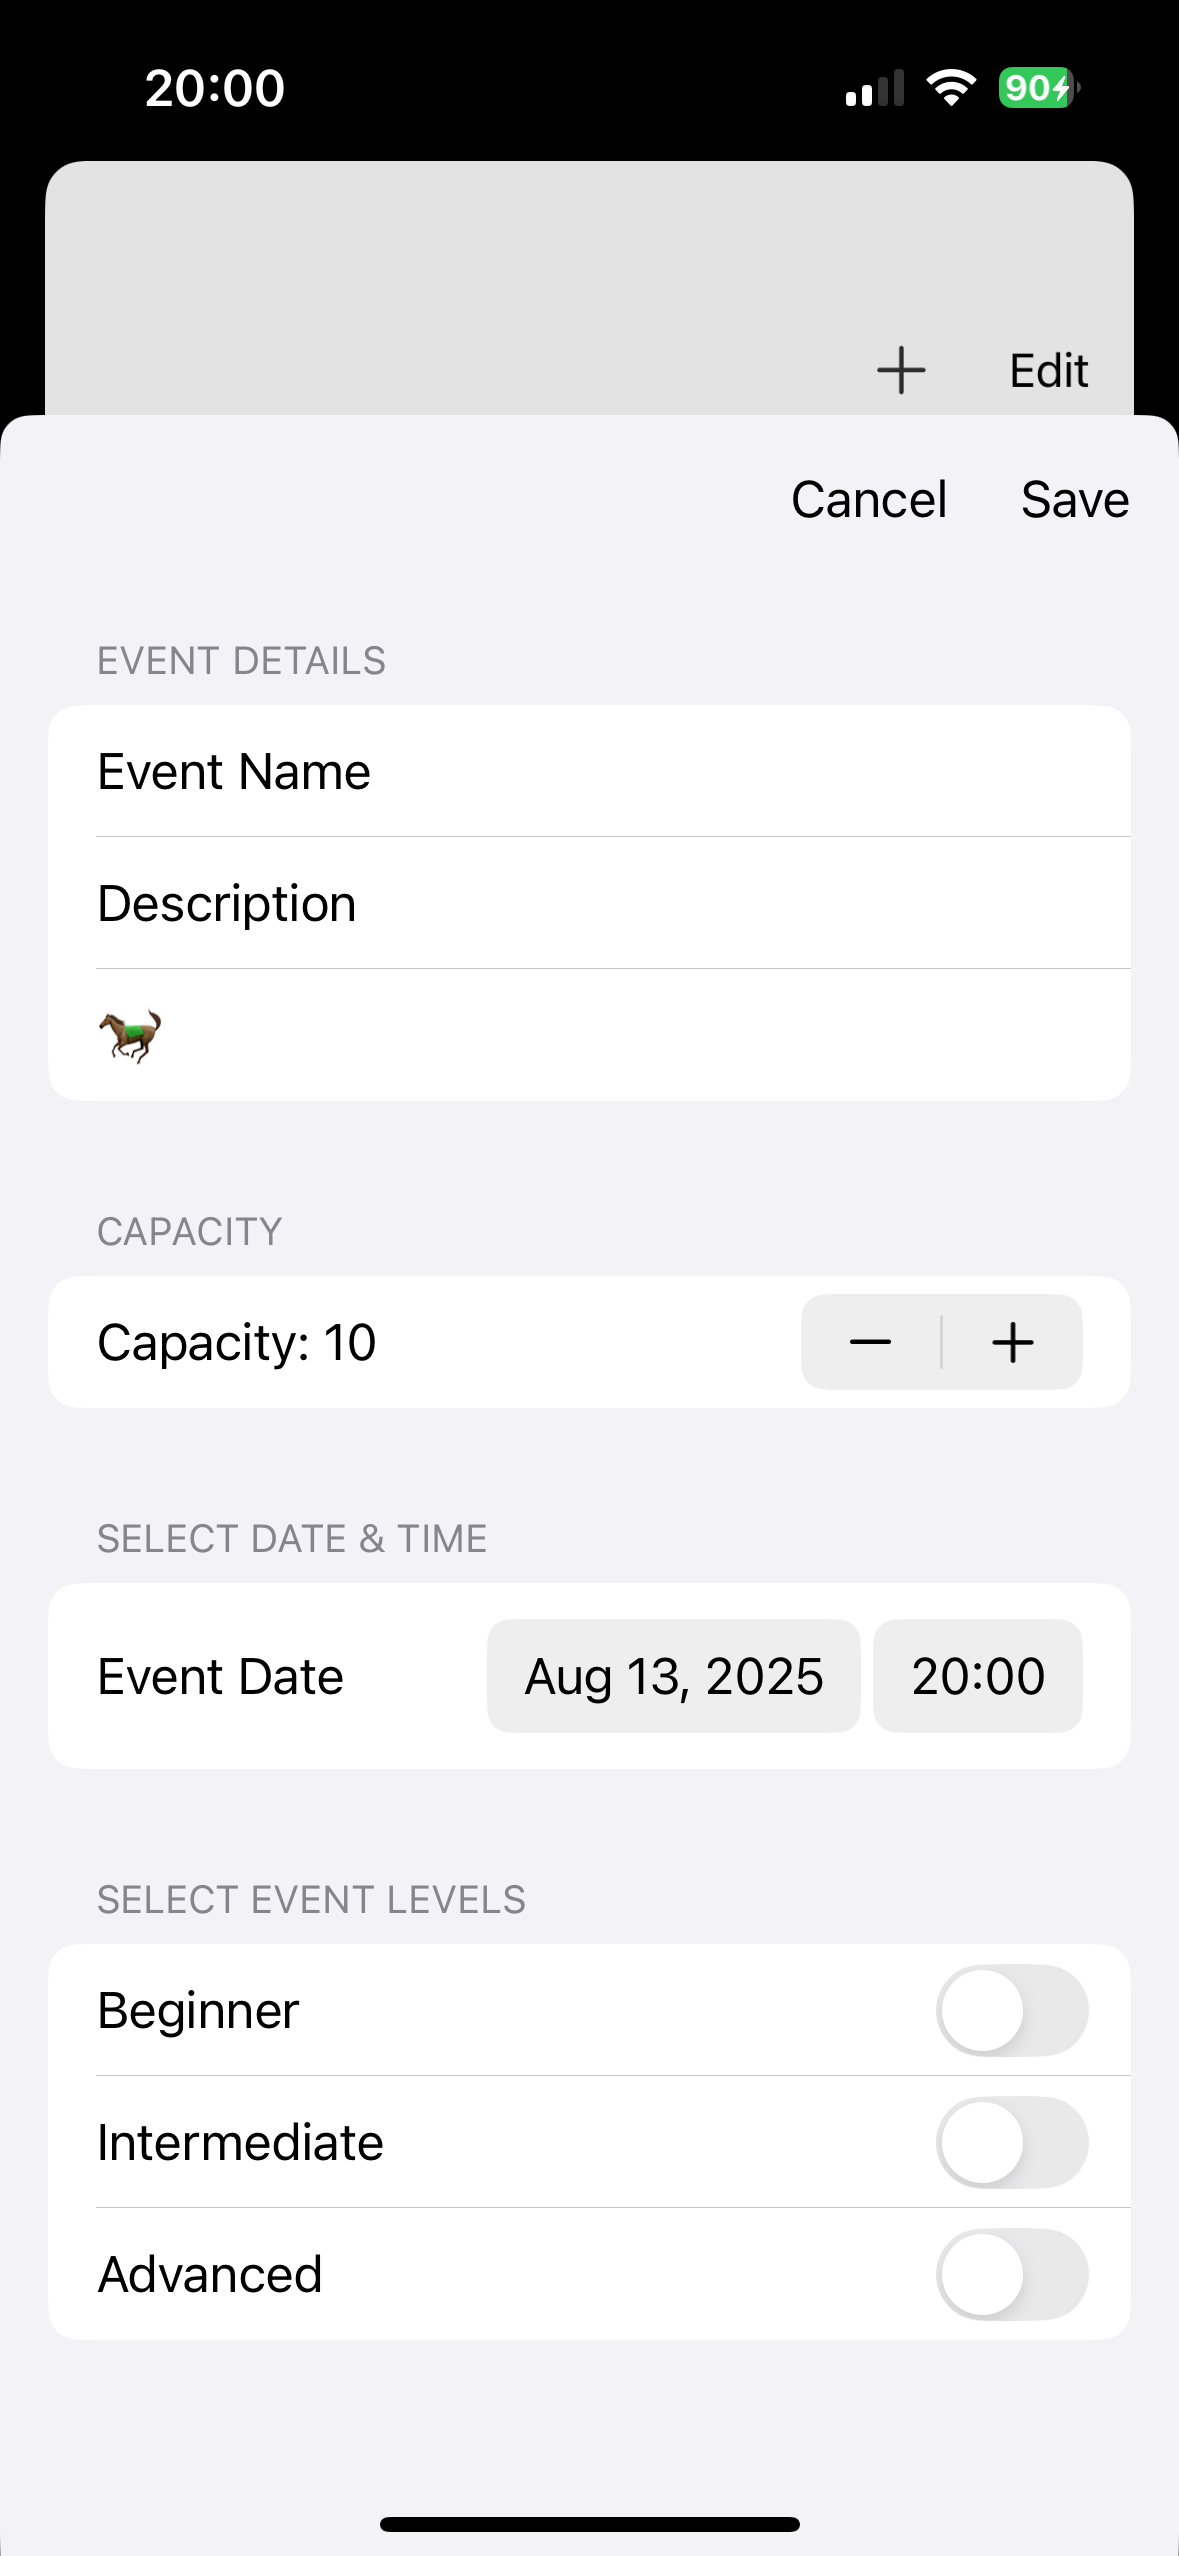 20:00
90
Edit
Cancel Save
EVENT DETAILS
Event Name
Description
🐎
CAPACITY
Capacity: 10
SELECT DATE & TIME
Event Date Aug 13, 2025 20:00
SELECT EVENT LEVELS
Beginner
Intermediate
Advanced